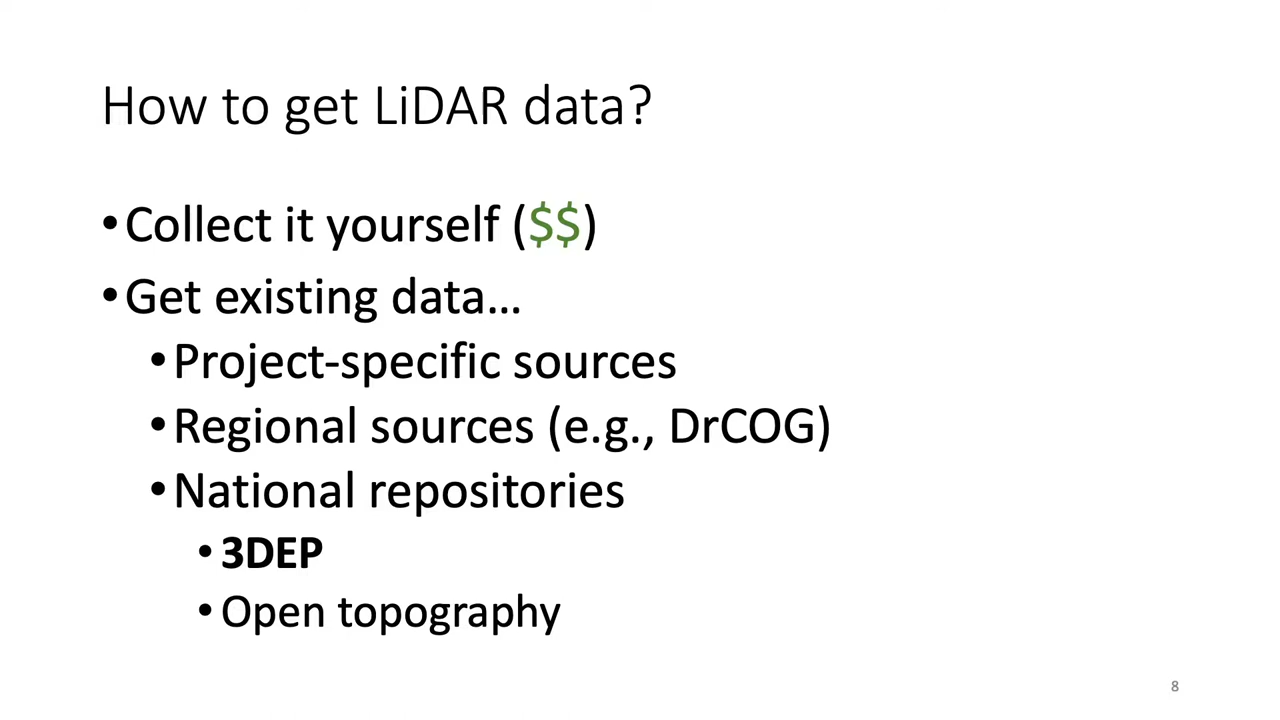 How to get LiDAR data?
•Collect it yourself ($$)
•Get existing data…
•Project-specific sources
•Regional sources (e.g., DrCOG)
•National repositories
•3DEP
•Open topography
8